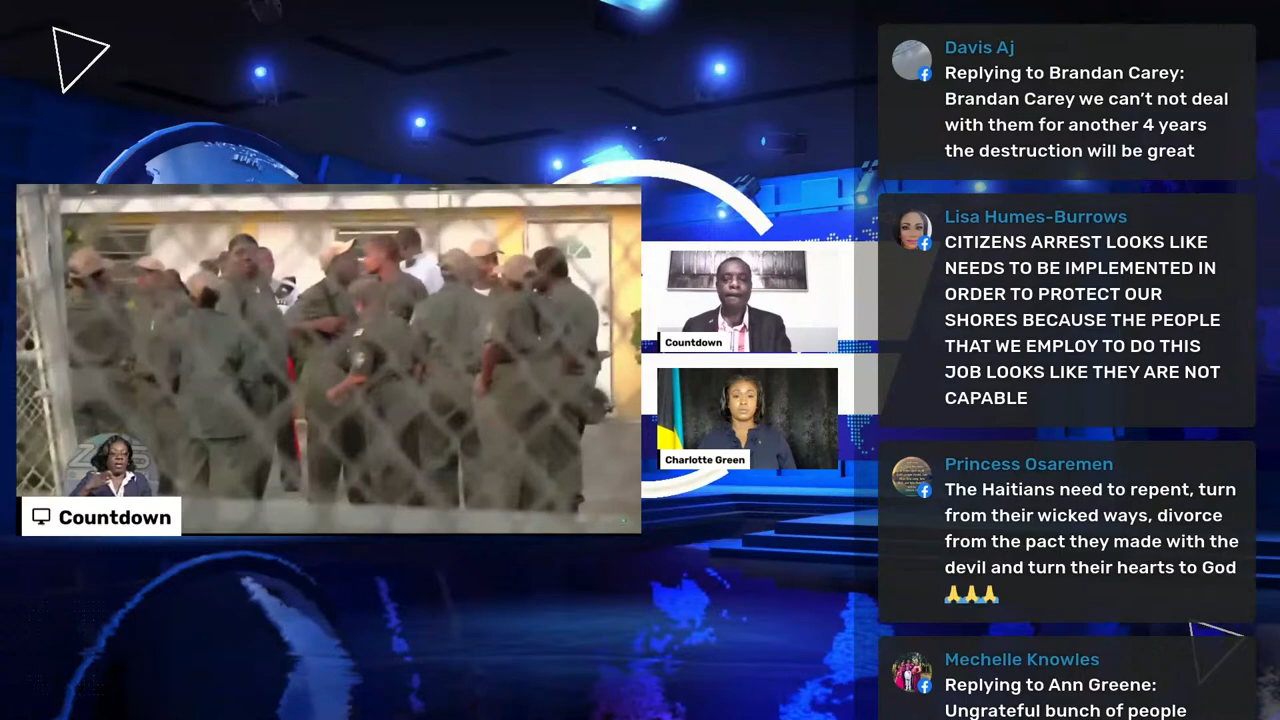 Countdown
Countdown
Charlotte Green
Davis Aj
Replying to Brandan Carey:
Brandan Carey we can’t not deal
with them for another 4 years
the destruction will be great
Lisa Humes-Burrows
CITIZENS ARREST LOOKS LIKE
NEEDS TO BE IMPLEMENTED IN
ORDER TO PROTECT OUR
SHORES BECAUSE THE PEOPLE
THAT WE EMPLOY TO DO THIS
JOB LOOKS LIKE THEY ARE NOT
CAPABLE
Princess Osaremen
The Haitians need to repent, turn
from their wicked ways, divorce
from the pact they made with the
devil and turn their hearts to God
🙏🙏🙏
Mechelle Knowles
Replying to Ann Greene:
Ungrateful bunch of people